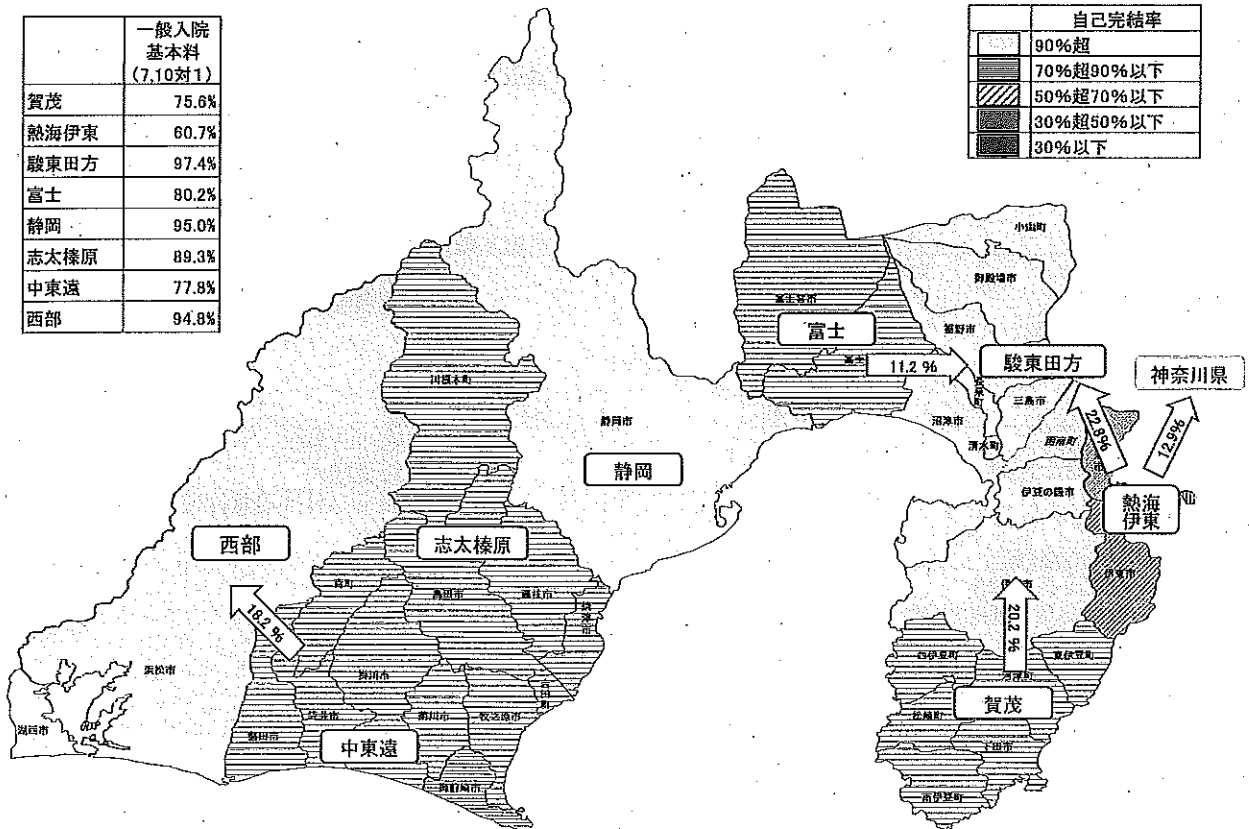 一般入院
基本料
(7,10対1)
賀茂 75.6%
熱海伊東 60.7%
駿東田方 97.4%
富士 80.2%
静岡 95.0%
志太榛原 89.3%
中東遠 77.8%
西部 94.8%
自己完結率
90%超
70%超90%以下
50%超70%以下
30%超50%以下
30%以下
小山町
御殿場市
富士宮市
裾野市
富士
富士
11.2%
駿東田方
神奈川県
川根本町
三島市
静岡市
沼津市
函南町
22.8%
12.9%
清水町
静岡
伊豆の国市
熱海
伊東
西部
志太榛原
伊東市
森町
島田市
藤枝市
焼津市
18.2%
20.2%
西伊豆町
東伊豆町
河津町
浜松市
掛川市
吉田町
賀茂
松崎町
湖西市
袋井市
菊川市
牧之原市
磐田市
中東遠
下田市
御前崎市
南伊豆町